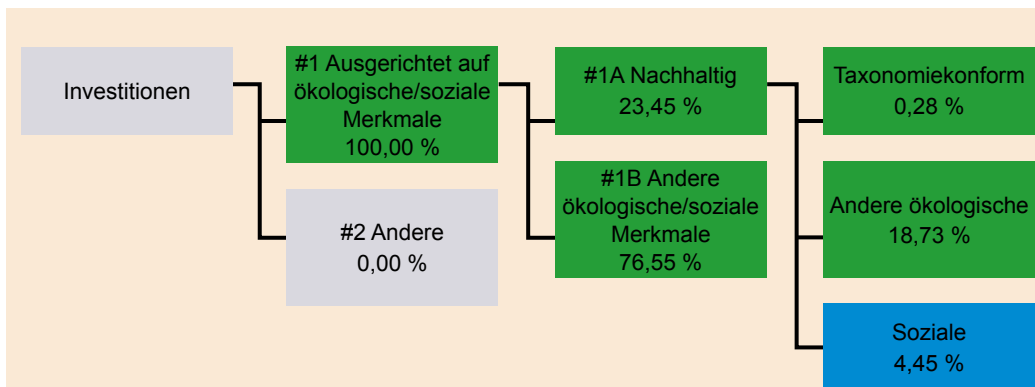 Investitionen
#1 Ausgerichtet auf
ökologische/soziale
Merkmale
100,00 %
#2 Andere
0,00 %
#1A Nachhaltig
23,45 %
#1B Andere
ökologische/soziale
Merkmale
76,55 %
Taxonomiekonform
0,28 %
Andere ökologische
18,73 %
Soziale
4,45 %